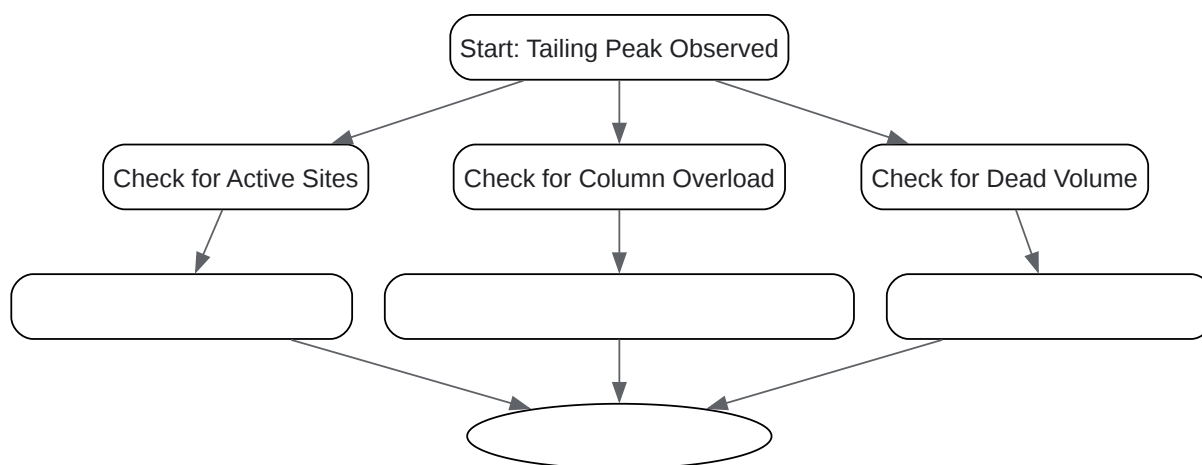 Start: Tailing Peak Observed
Check for Active Sites
Check for Column Overload
Check for Dead Volume